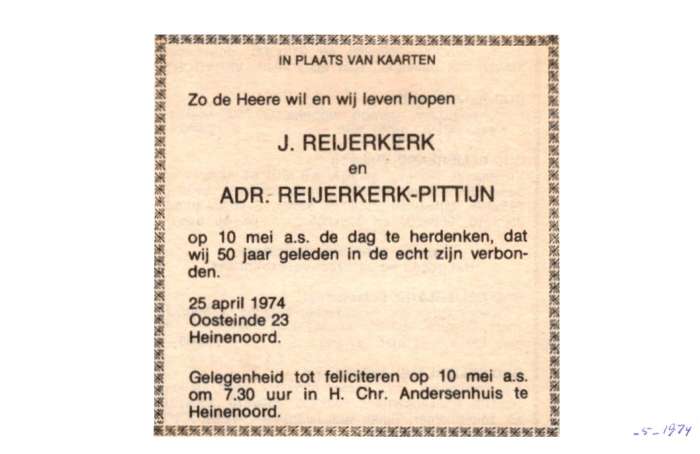 IN PLAATS VAN KAARTEN
Zo de Heere wil en wij leven hopen
J. REIJERKERK
en
ADR. REIJERKERK-PITTIJN
op 10 mei a.s. de dag te herdenken, dat
wij 50 jaar geleden in de echt zijn verbon-
den.
25 april 1974
Oosteinde 23
Heinenoord.
Gelegenheid tot feliciteren op 10 mei a.s.
om 7.30 uur in H. Chr. Andersenhuis te
Heinenoord.
-5-1974